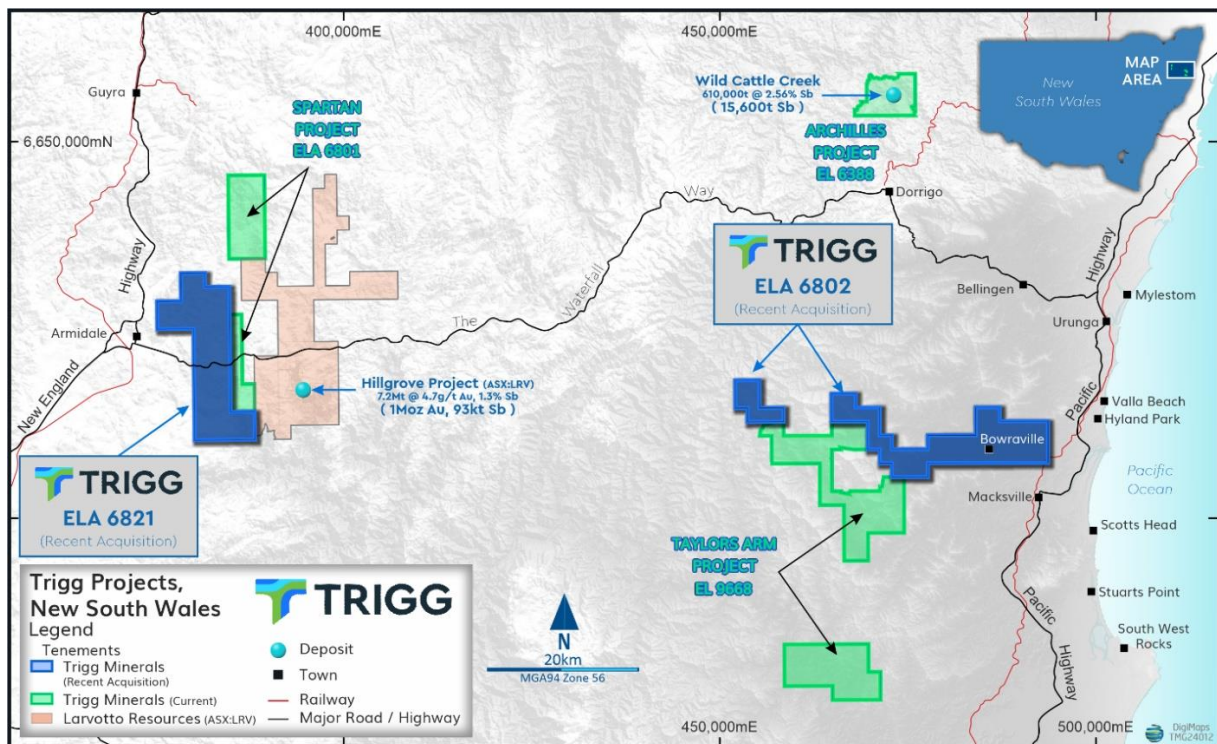 400,000mE
450,000mE
Guyra
6,650,000mN
SPARTAN
PROJECT
ELA 6801
Wild Cattle Creek
610,000t @ 2.56% Sb
( 15,600t Sb )
ARCHILLES
PROJECT
EL 6388
New
South Wales
MAP
AREA
Way
Dorrigo
TRIGG
ELA 6802
(Recent Acquisition)
Highway
Highway
Bellingen
Mylestom
Waterfall
Urunga
Armidale
The
New England
Hillgrove Project (ASX:LRV)
7.2Mt @ 4.7g/t Au, 1.3% Sb
( 1Moz Au, 93kt Sb )
Pacific
Valla Beach
Hyland Park
Bowraville
TRIGG
ELA 6821
(Recent Acquisition)
Pacific
Ocean
Macksville
Scotts Head
TAYLORS ARM
PROJECT
EL 9668
Stuarts Point
Pacific
Highway
South West
Rocks
Trigg Projects,
New South Wales
TRIGG
Legend
Tenements
Trigg Minerals
(Recent Acquisition)
Trigg Minerals (Current)
Larvotto Resources (ASX:LRV)
Deposit
Town
Railway
Major Road / Highway
N
20km
MGA94 Zone 56
450,000mE
500,000mE
DigiMaps
TMG24012